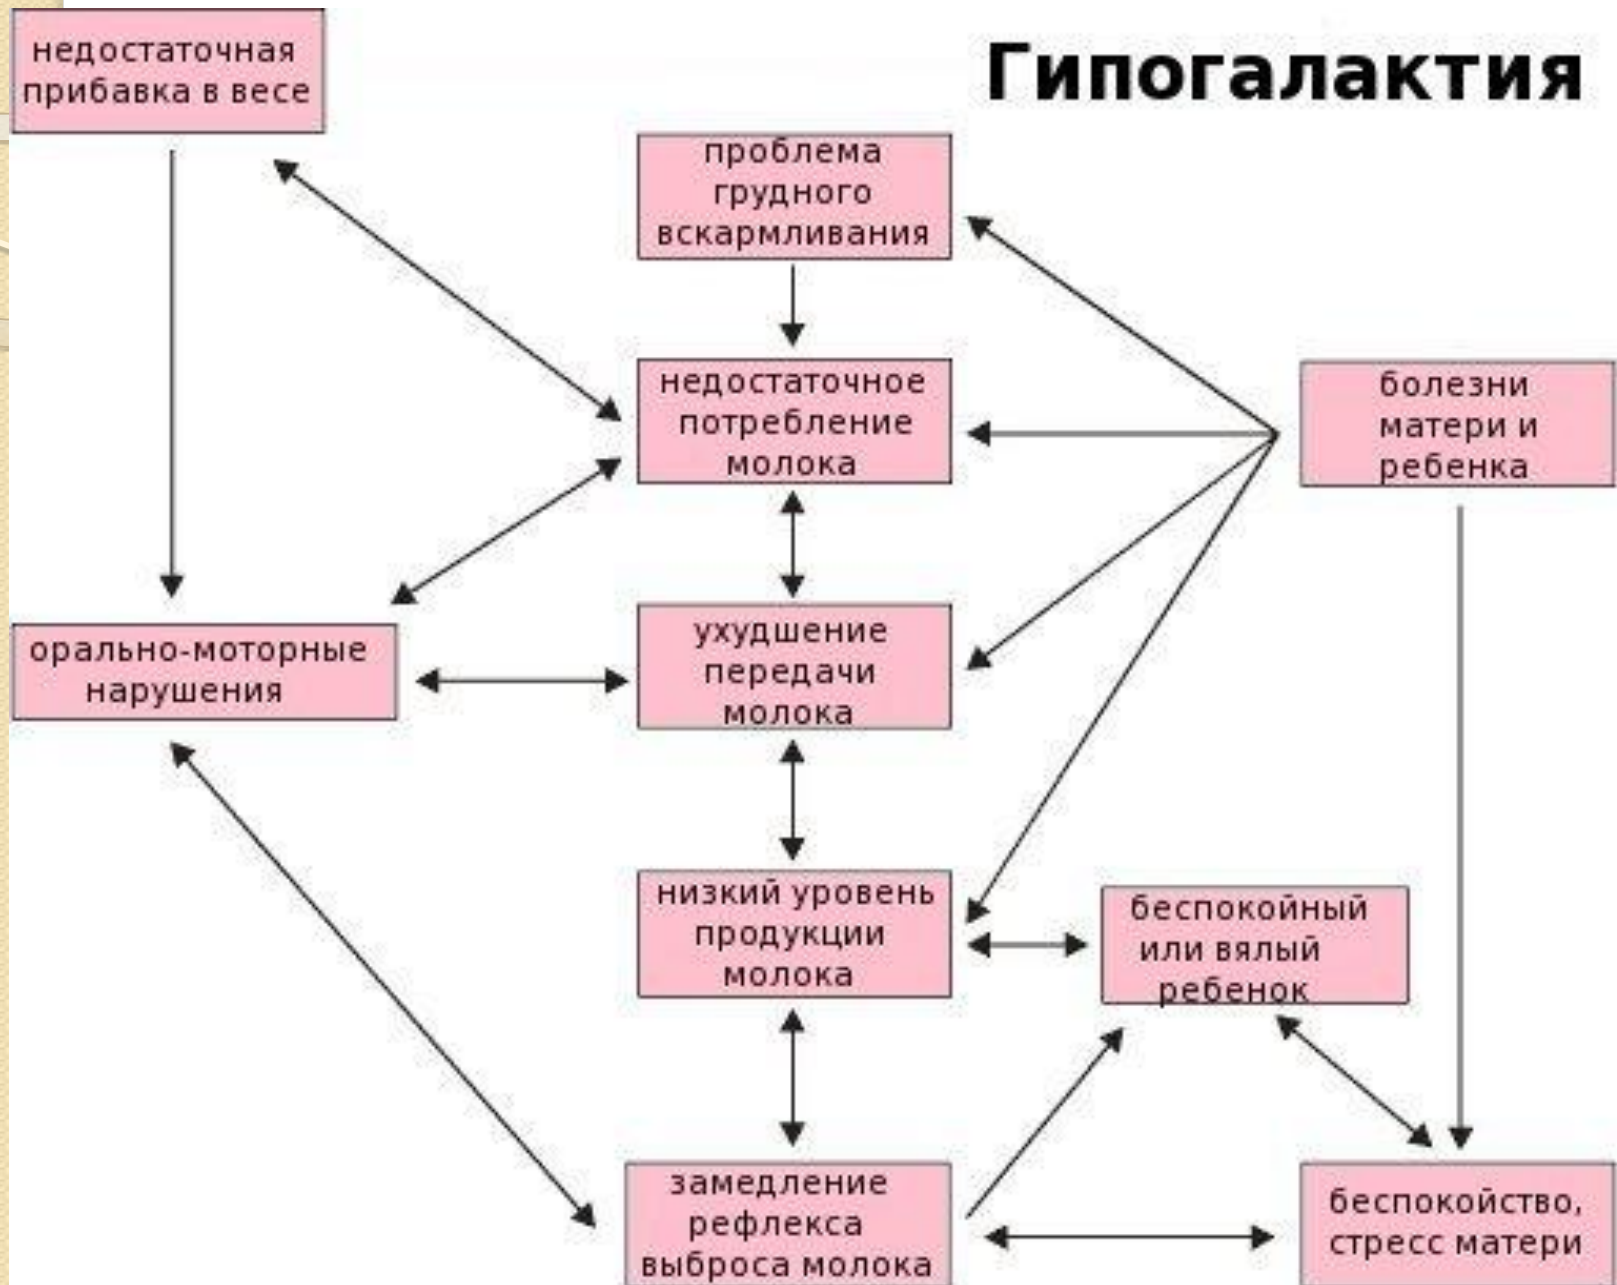 недостаточная
прибавка в весе
Гипогалактия
проблема
грудного
вскармливания
недостаточное
потребление
молока
болезни
матери и
ребенка
орально-моторные
нарушения
ухудшение
передачи
молока
низкий уровень
продукции
молока
беспокойный
или вялый
ребенок
замедление
рефлекса
выброса молока
беспокойство,
стресс матери